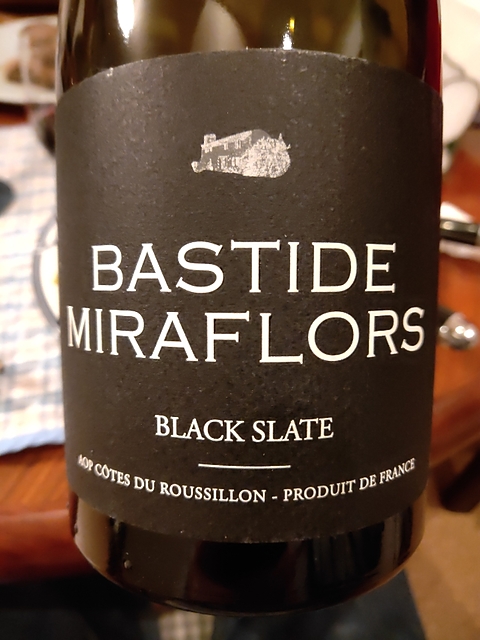 BASTIDE
MIRAFLORS
BLACK SLATE
AOP CÔTES DU ROUSSILLON - PRODUIT DE FRANCE